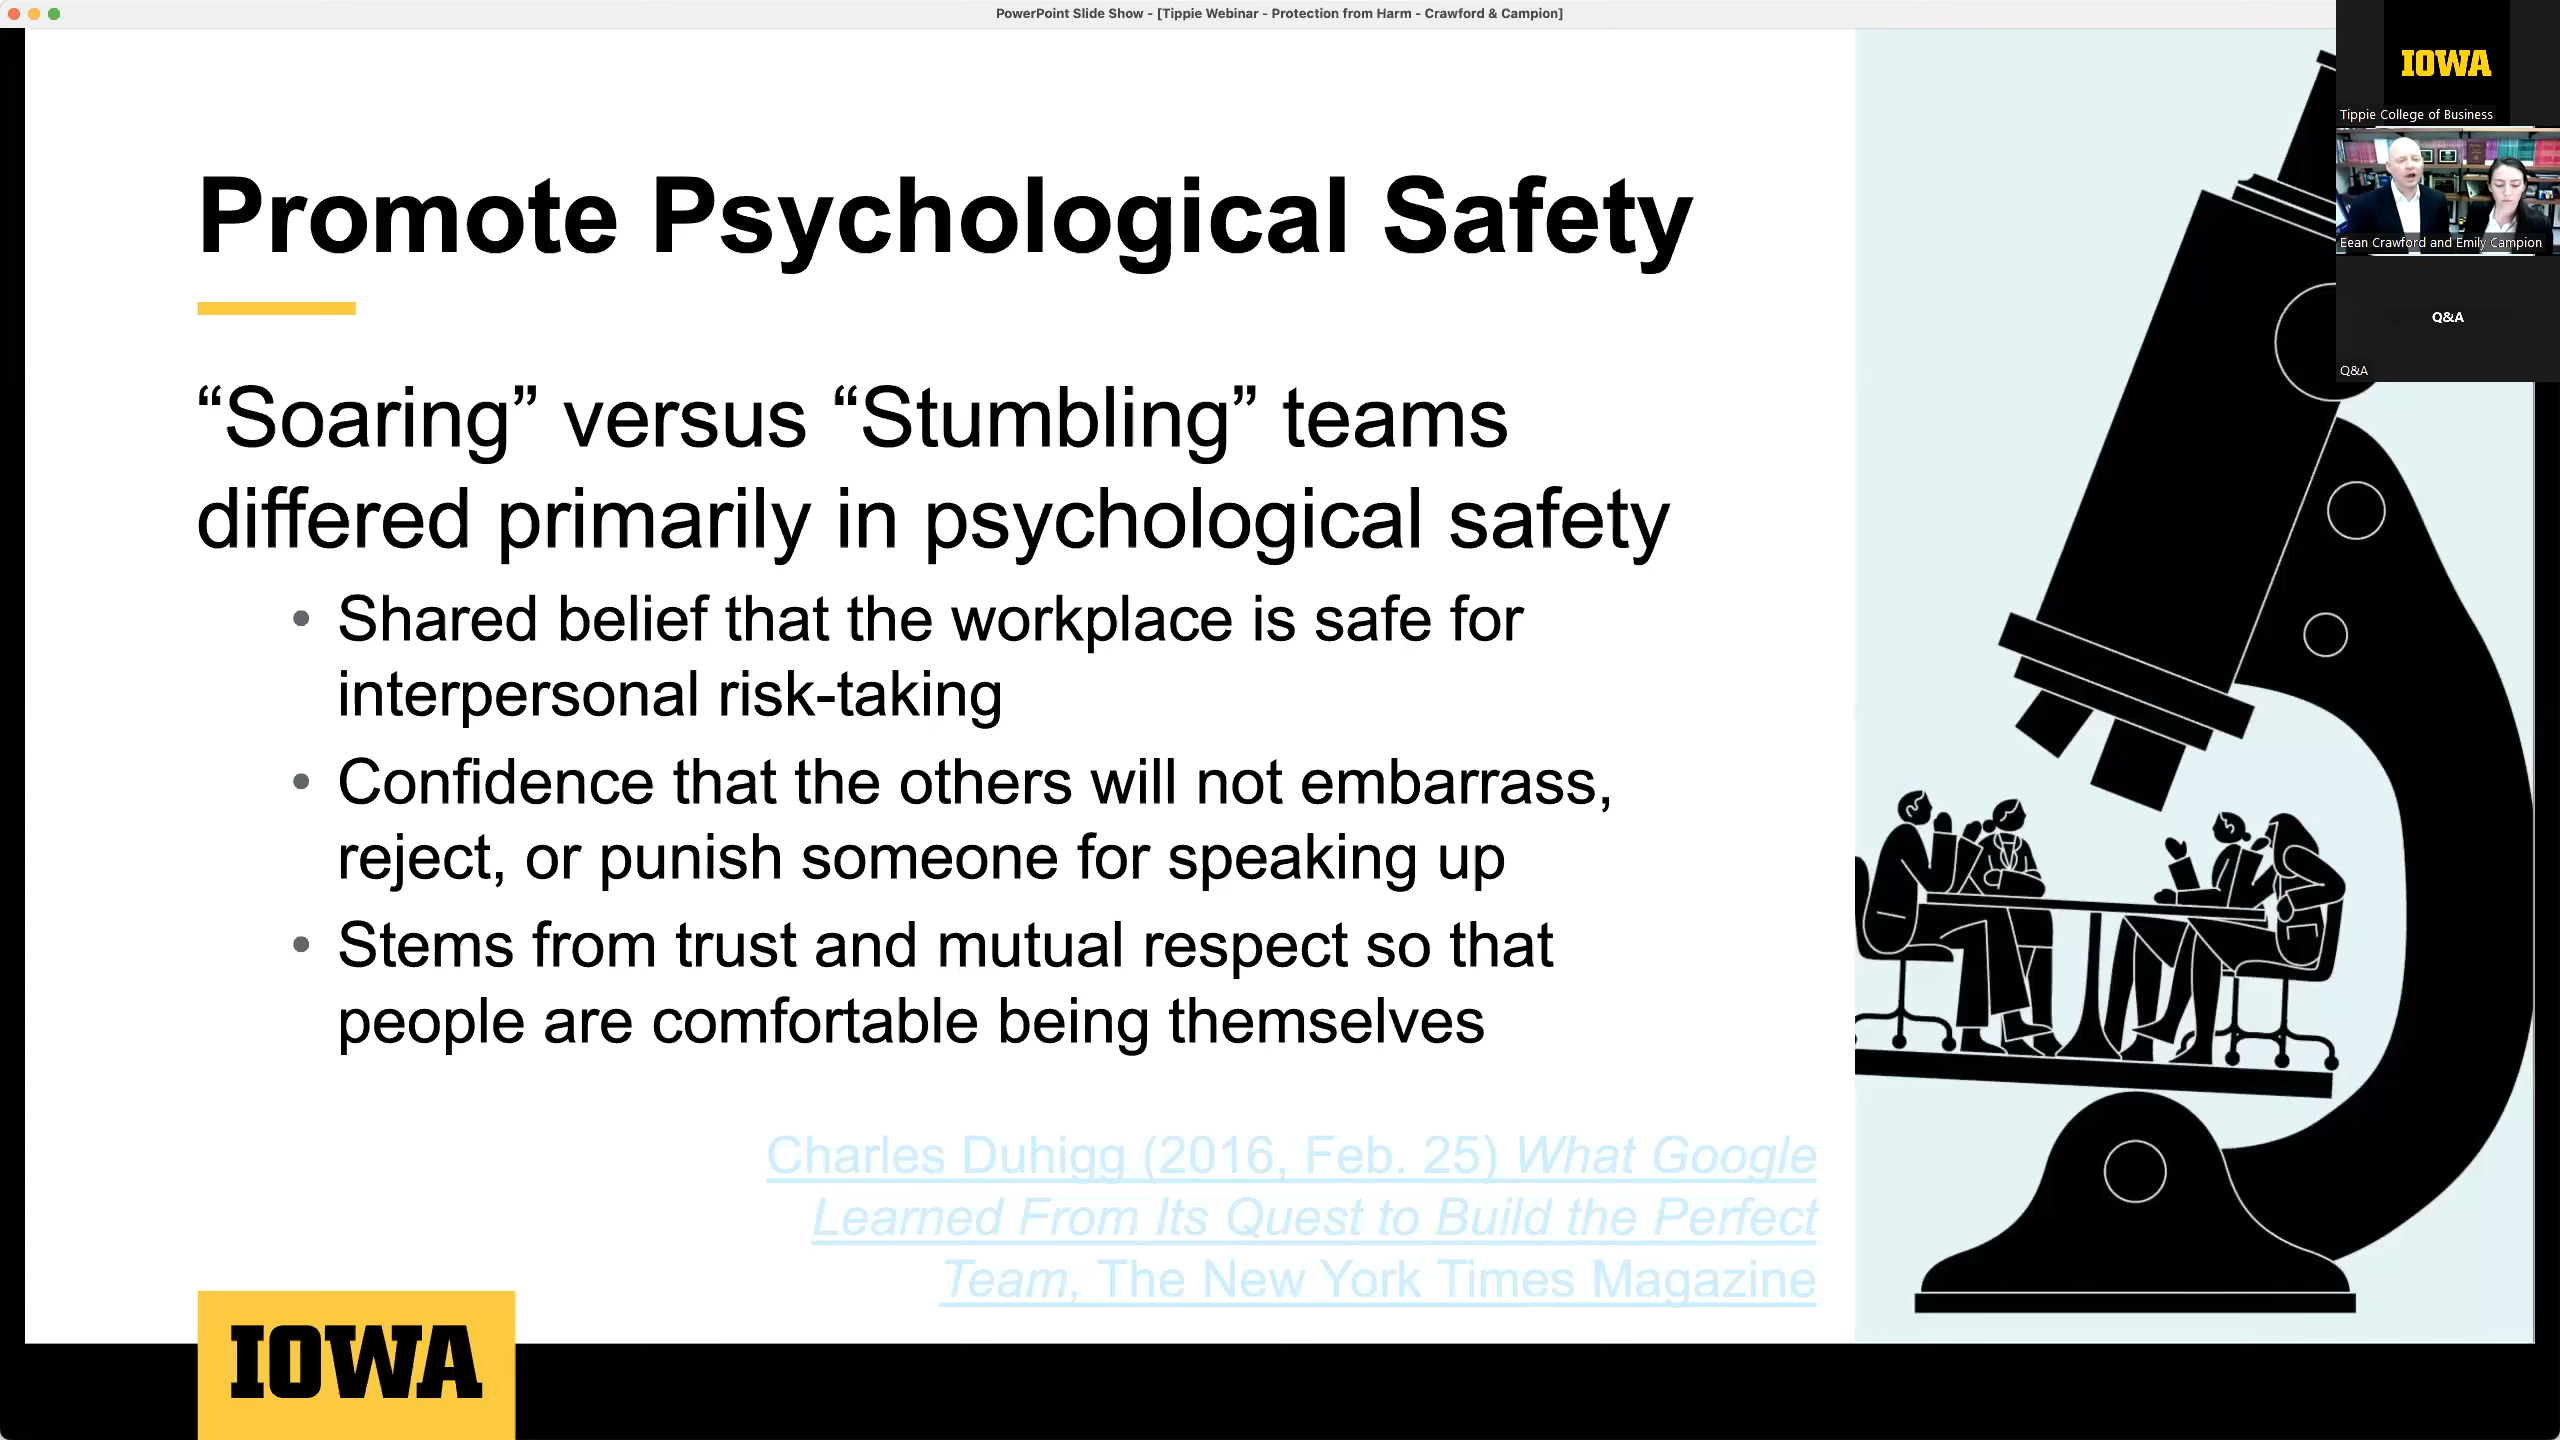 PowerPoint Slide Show - [Tippie Webinar - Protection from Harm - Crawford & Campion]
IOWA
Tippie College of Business
Eean Crawford and Emily Campion
Q&A
Q&A
Promote Psychological Safety
“Soaring” versus “Stumbling” teams
differed primarily in psychological safety
• Shared belief that the workplace is safe for
interpersonal risk-taking
• Confidence that the others will not embarrass,
reject, or punish someone for speaking up
• Stems from trust and mutual respect so that
people are comfortable being themselves
Charles Duhigg (2016, Feb. 25) What Google
Learned From Its Quest to Build the Perfect
Team, The New York Times Magazine
IOWA